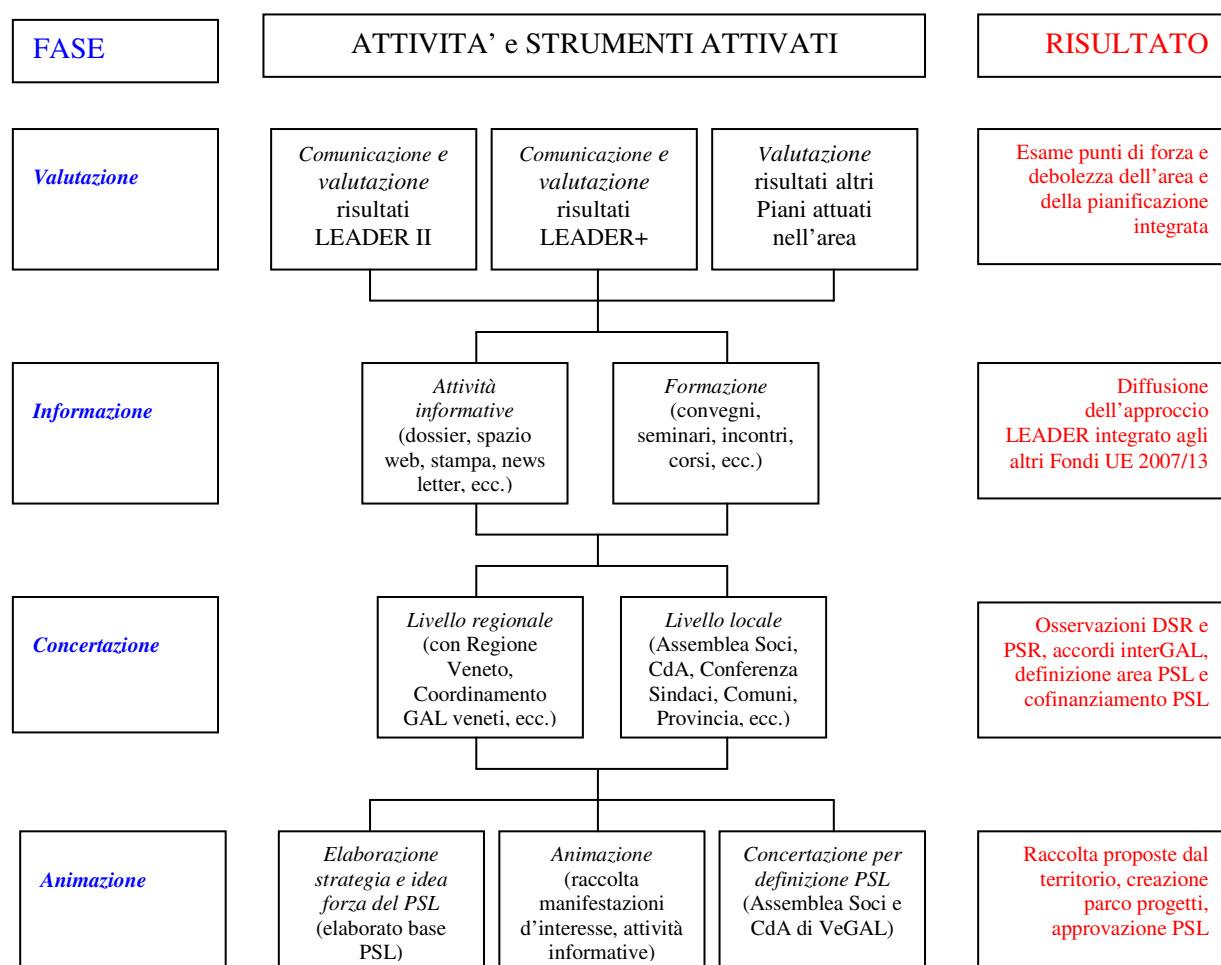 FASE
ATTIVITA’ e STRUMENTI ATTIVATI
RISULTATO
Valutazione
Comunicazione e
valutazione
risultati
LEADER II
Comunicazione e
valutazione
risultati
LEADER+
Valutazione
risultati altri
Piani attuati
nell’area
Esame punti di forza e
debolezza dell’area e
della pianificazione
integrata
Informazione
Attività
informative
(dossier, spazio
web, stampa, news
letter, ecc.)
Formazione
(convegni,
seminari, incontri,
corsi, ecc.)
Diffusione
dell’approccio
LEADER integrato agli
altri Fondi UE 2007/13
Concertazione
Livello regionale
(con Regione
Veneto,
Coordinamento
GAL veneti, ecc.)
Livello locale
(Assemblea Soci,
CdA, Conferenza
Sindaci, Comuni,
Provincia, ecc.)
Osservazioni DSR e
PSR, accordi interGAL,
definizione area PSL e
cofinanziamento PSL
Animazione
Elaborazione
strategia e idea
forza del PSL
(elaborato base
PSL)
Animazione
(raccolta
manifestazioni
d’interesse, attività
informative)
Concertazione per
definizione PSL
(Assemblea Soci e
CdA di VeGAL)
Raccolta proposte dal
territorio, creazione
parco progetti,
approvazione PSL